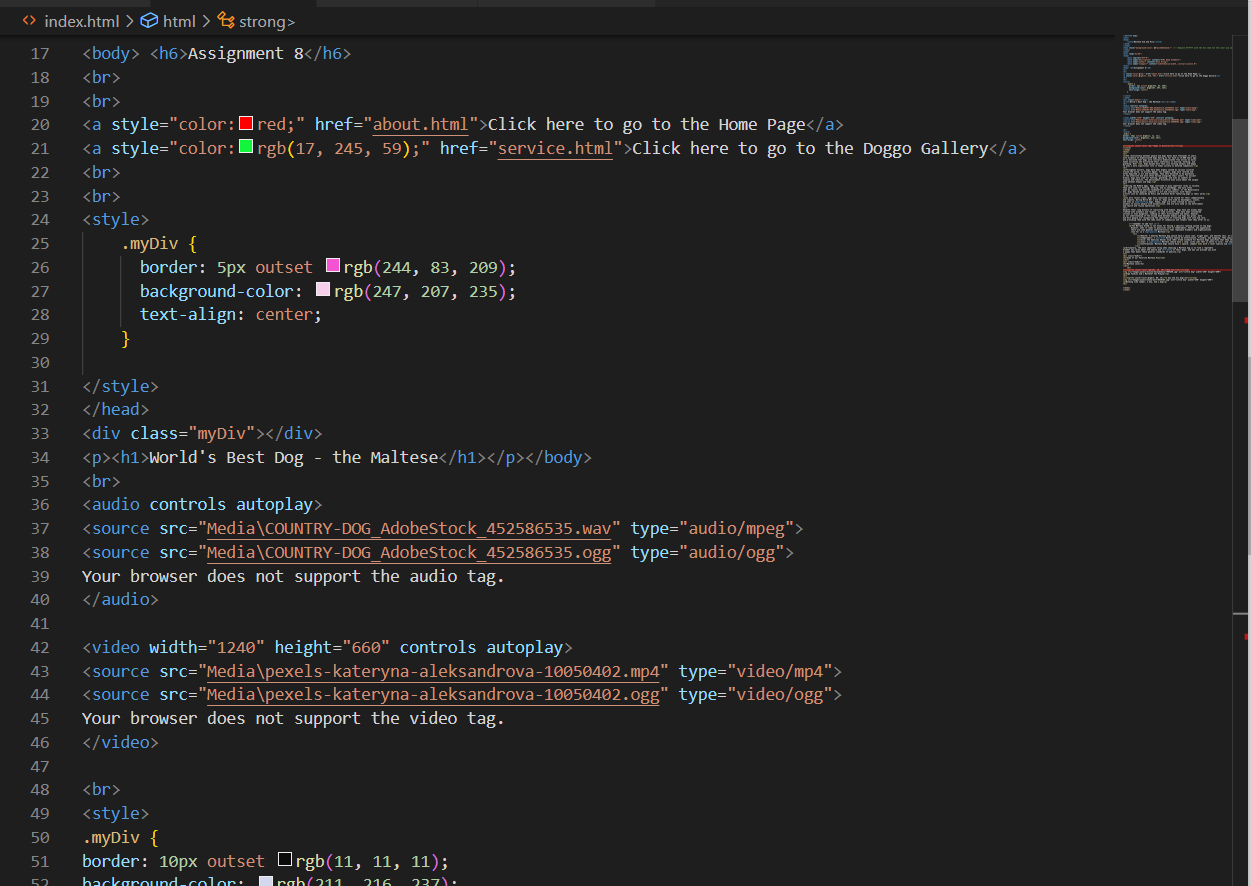 index.html > html > strong>
17 <body> <h6>Assignment 8</h6>
18 <br>
19 <br>
20 <a style="color:red;" href="about.html">Click here to go to the Home Page</a>
21 <a style="color:rgb(17, 245, 59);" href="service.html">Click here to go to the Doggo Gallery</a>
22 <br>
23 <br>
24 <style>
25 .myDiv {
26 border: 5px outset rgb(244, 83, 209);
27 background-color: rgb(247, 207, 235);
28 text-align: center;
29 }
30
31 </style>
32 </head>
33 <div class="myDiv"></div>
34 <p><h1>World's Best Dog - the Maltese</h1></p></body>
35 <br>
36 <audio controls autoplay>
37 <source src="Media\COUNTRY-DOG_AdobeStock_452586535.wav" type="audio/mpeg">
38 <source src="Media\COUNTRY-DOG_AdobeStock_452586535.ogg" type="audio/ogg">
39 Your browser does not support the audio tag.
40 </audio>
41
42 <video width="1240" height="660" controls autoplay>
43 <source src="Media\pexels-kateryna-aleksandrova-10050402.mp4" type="video/mp4">
44 <source src="Media\pexels-kateryna-aleksandrova-10050402.ogg" type="video/ogg">
45 Your browser does not support the video tag.
46 </video>
47
48 <br>
49 <style>
50 .myDiv {
51 border: 10px outset rgb(11, 11, 11);
52 background-color: rgb(211, 216, 237);